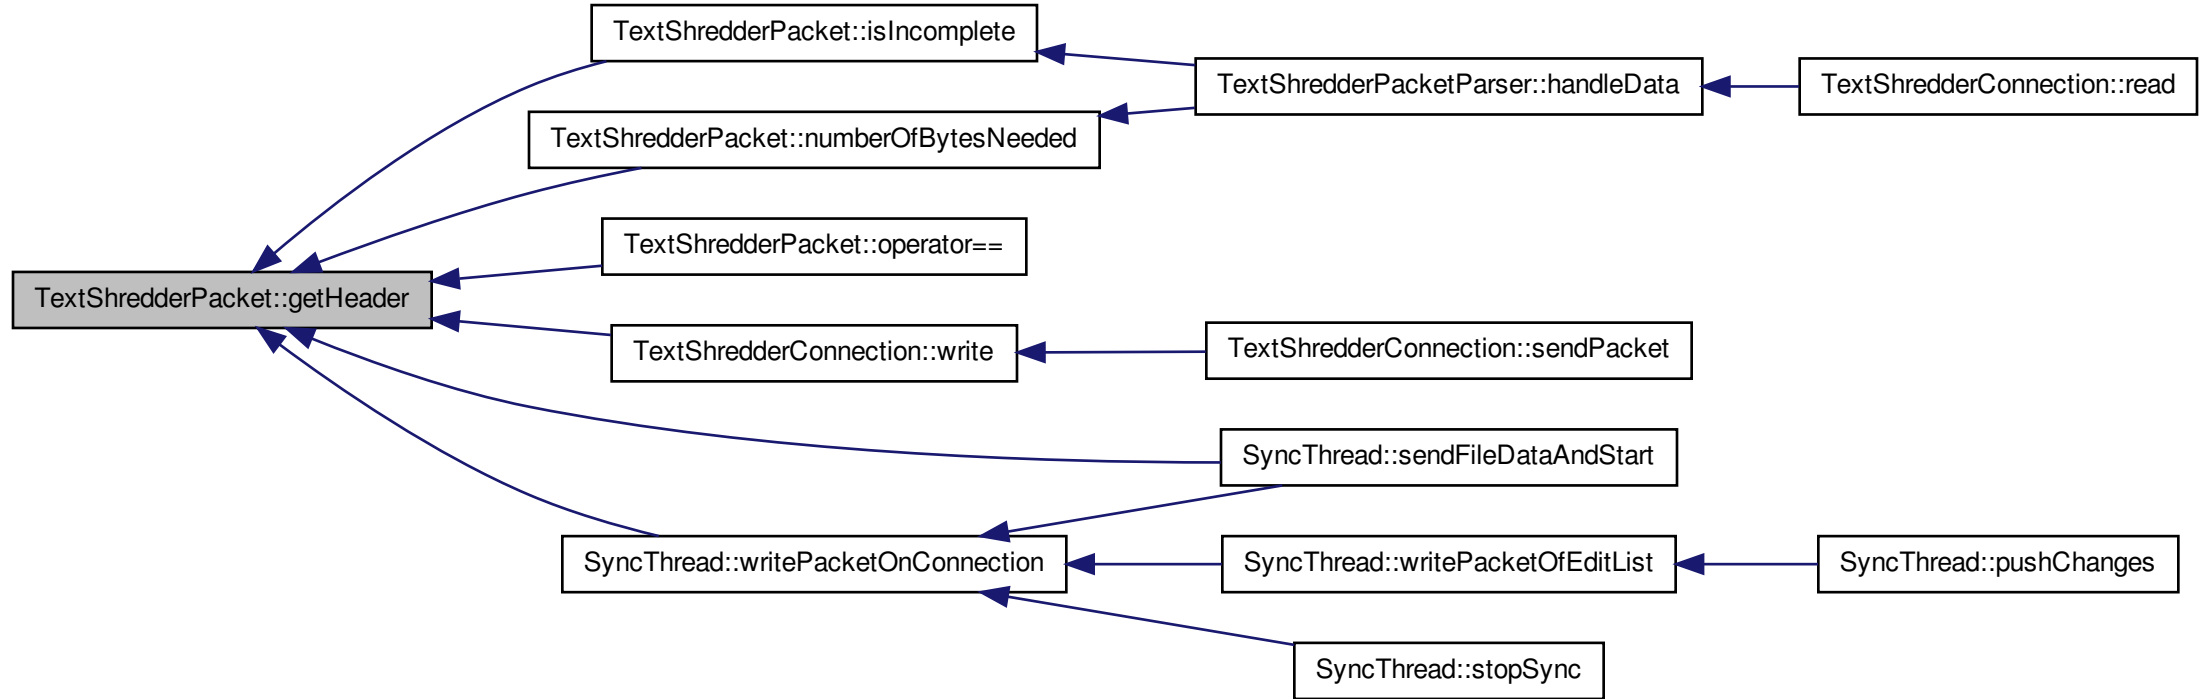 TextShredderPacket::isIncomplete
TextShredderPacketParser::handleData
TextShredderConnection::read
TextShredderPacket::numberOfBytesNeeded
TextShredderPacket::operator==
TextShredderPacket::getHeader
TextShredderConnection::write
TextShredderConnection::sendPacket
SyncThread::sendFileDataAndStart
SyncThread::writePacketOnConnection
SyncThread::writePacketOfEditList
SyncThread::pushChanges
SyncThread::stopSync